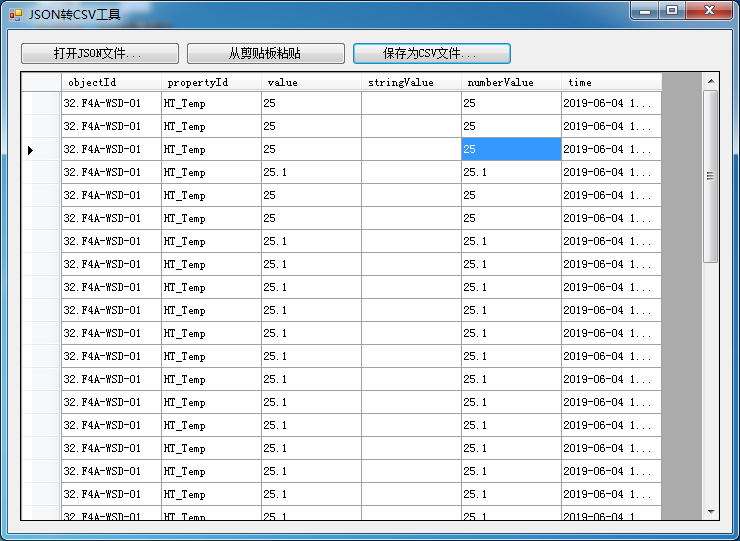 JSON转CSV工具
打开JSON文件... 从剪贴板粘贴 保存为CSV文件...
objectId propertyId value stringValue numberValue time
32.F4A-WSD-01 HT_Temp 25 25 2019-06-04 1...
32.F4A-WSD-01 HT_Temp 25 25 2019-06-04 1...
32.F4A-WSD-01 HT_Temp 25 25 2019-06-04 1...
32.F4A-WSD-01 HT_Temp 25.1 25.1 2019-06-04 1...
32.F4A-WSD-01 HT_Temp 25 25 2019-06-04 1...
32.F4A-WSD-01 HT_Temp 25 25 2019-06-04 1...
32.F4A-WSD-01 HT_Temp 25.1 25.1 2019-06-04 1...
32.F4A-WSD-01 HT_Temp 25.1 25.1 2019-06-04 1...
32.F4A-WSD-01 HT_Temp 25.1 25.1 2019-06-04 1...
32.F4A-WSD-01 HT_Temp 25.1 25.1 2019-06-04 1...
32.F4A-WSD-01 HT_Temp 25.1 25.1 2019-06-04 1...
32.F4A-WSD-01 HT_Temp 25.1 25.1 2019-06-04 1...
32.F4A-WSD-01 HT_Temp 25.1 25.1 2019-06-04 1...
32.F4A-WSD-01 HT_Temp 25.1 25.1 2019-06-04 1...
32.F4A-WSD-01 HT_Temp 25.1 25.1 2019-06-04 1...
32.F4A-WSD-01 HT_Temp 25.1 25.1 2019-06-04 1...
32.F4A-WSD-01 HT_Temp 25.1 25.1 2019-06-04 1...
32.F4A-WSD-01 HT_Temp 25.1 25.1 2019-06-04 1